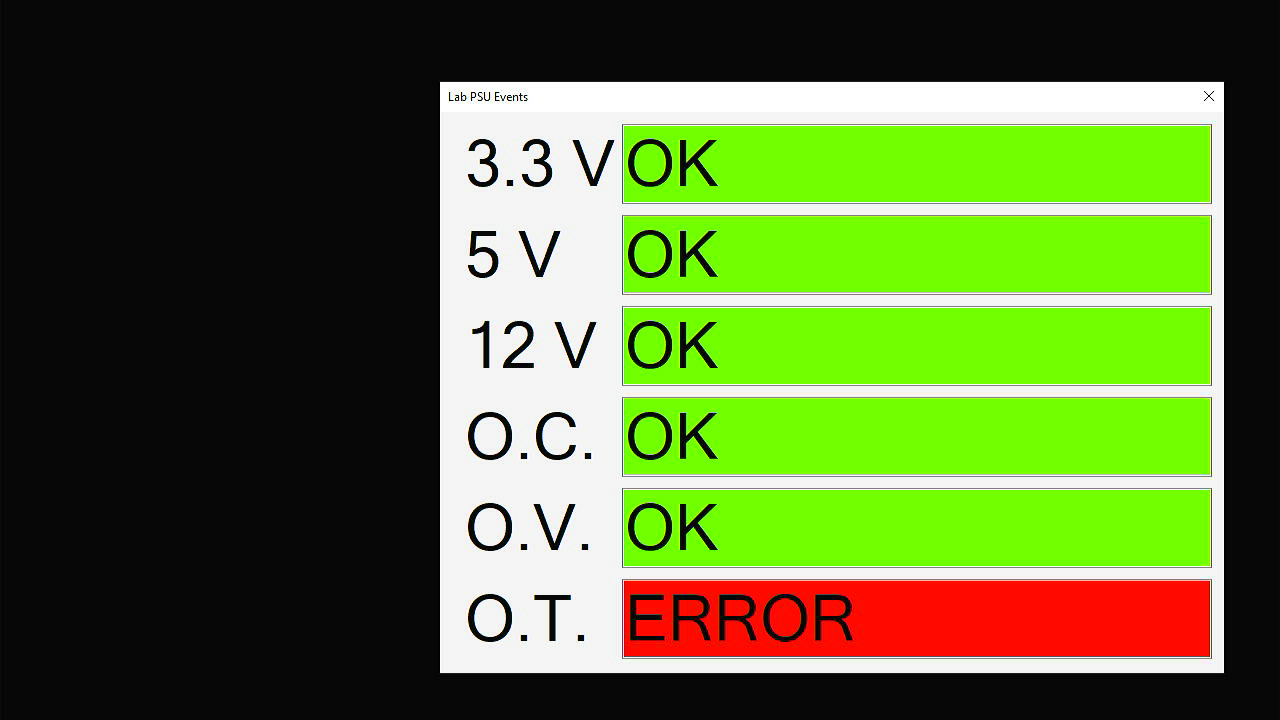 Lab PSU Events
3.3 V OK
5 V OK
12 V OK
O.C. OK
O.V. OK
O.T. ERROR